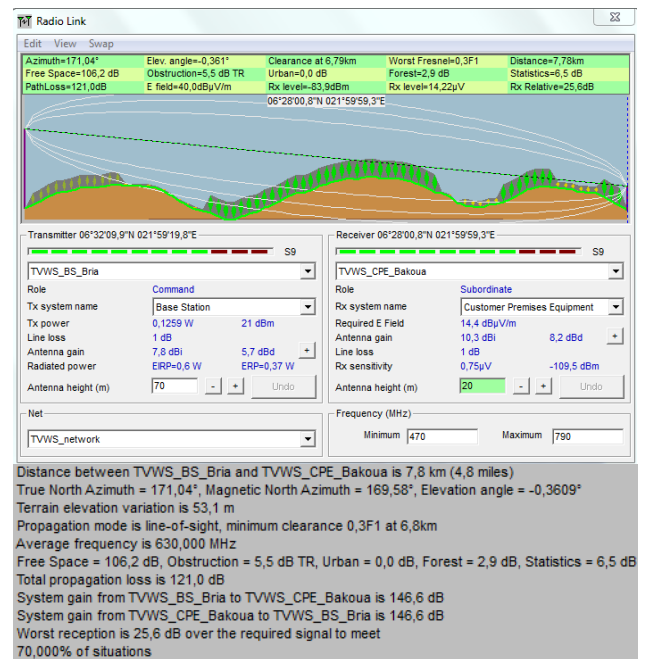 Radio Link
Edit View Swap
Azimuth=171,04° Elev. angle=-0,361° Clearance at 6,79km Worst Fresnel=0,3F1 Distance=7,78km
Free Space=106,2 dB Obstruction=5,5 dB TR Urban=0,0 dB Forest=2,9 dB Statistics=6,5 dB
PathLoss=121,0dB E field=40,0dBµV/m Rx level=-83,9dBm Rx level=14,22µV Rx Relative=25,6dB
06°28'00,8"N 021°59'59,3"E
Transmitter 06°32'09,9"N 021°59'19,8"E
S9
TVWS_BS_Bria
Role Command
Tx system name Base Station
Tx power 0,1259 W 21 dBm
Line loss 1 dB
Antenna gain 7,8 dBi 5,7 dBd +
Radiated power EIRP=0,6 W ERP=0,37 W
Antenna height (m) 70 - + Undo
Receiver 06°28'00,8"N 021°59'59,3"E
S9
TVWS_CPE_Bakoua
Role Subordinate
Rx system name Customer Premises Equipment
Required E Field 14,4 dBµV/m
Antenna gain 10,3 dBi 8,2 dBd +
Line loss 1 dB
Rx sensitivity 0,75µV -109,5 dBm
Antenna height (m) 20 - + Undo
Net
TVWS_network
Frequency (MHz)
Minimum 470 Maximum 790
Distance between TVWS_BS_Bria and TVWS_CPE_Bakoua is 7,8 km (4,8 miles)
True North Azimuth = 171,04°, Magnetic North Azimuth = 169,58°, Elevation angle = -0,3609°
Terrain elevation variation is 53,1 m
Propagation mode is line-of-sight, minimum clearance 0,3F1 at 6,8km
Average frequency is 630,000 MHz
Free Space = 106,2 dB, Obstruction = 5,5 dB TR, Urban = 0,0 dB, Forest = 2,9 dB, Statistics = 6,5 dB
Total propagation loss is 121,0 dB
System gain from TVWS_BS_Bria to TVWS_CPE_Bakoua is 146,6 dB
System gain from TVWS_CPE_Bakoua to TVWS_BS_Bria is 146,6 dB
Worst reception is 25,6 dB over the required signal to meet
70,000% of situations